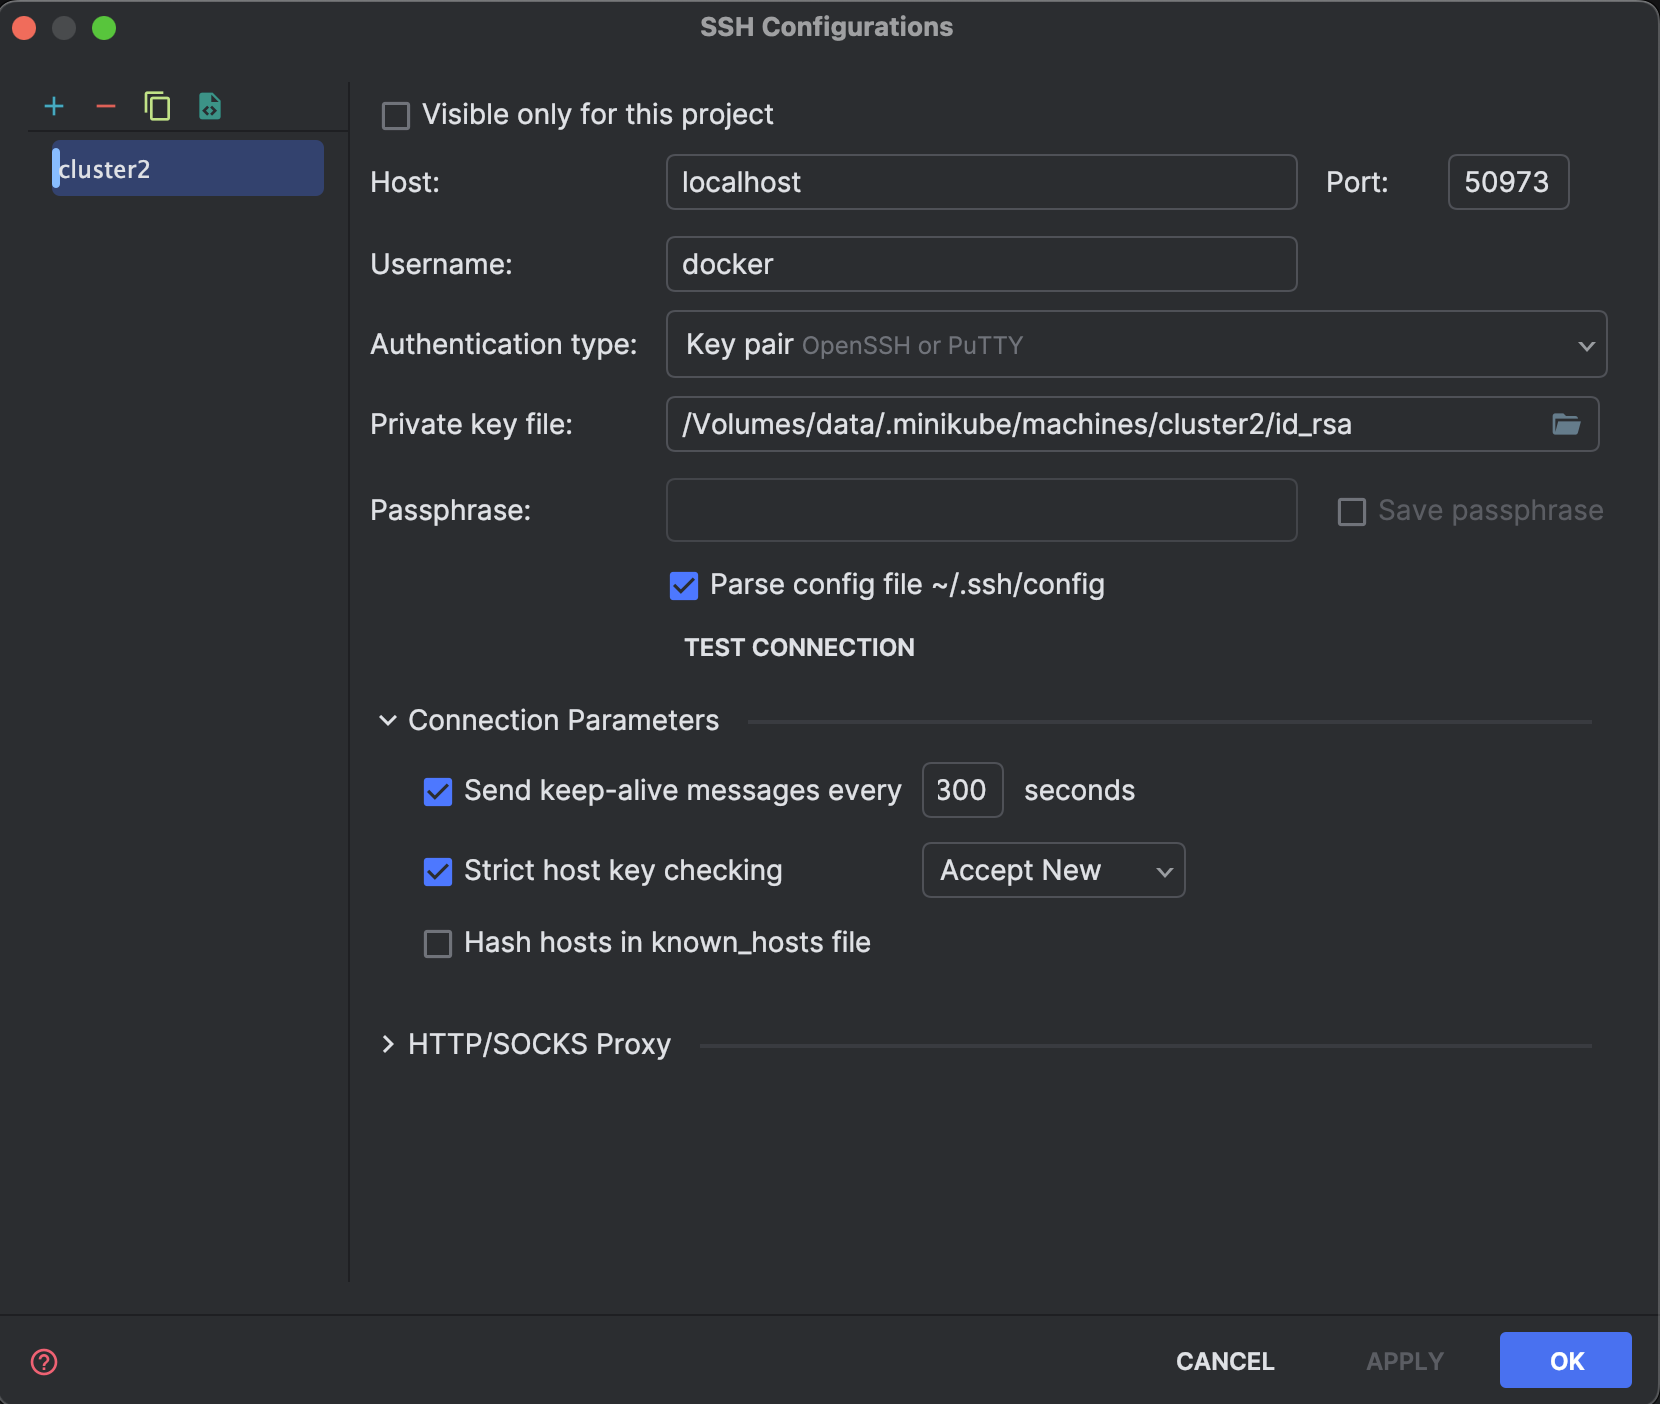 SSH Configurations
cluster2
Visible only for this project
Host: localhost Port: 50973
Username: docker
Authentication type: Key pair OpenSSH or PuTTY
Private key file: /Volumes/data/.minikube/machines/cluster2/id_rsa
Passphrase: Save passphrase
Parse config file ~/.ssh/config
TEST CONNECTION
Connection Parameters
Send keep-alive messages every 300 seconds
Strict host key checking Accept New
Hash hosts in known_hosts file
HTTP/SOCKS Proxy
? CANCEL APPLY OK